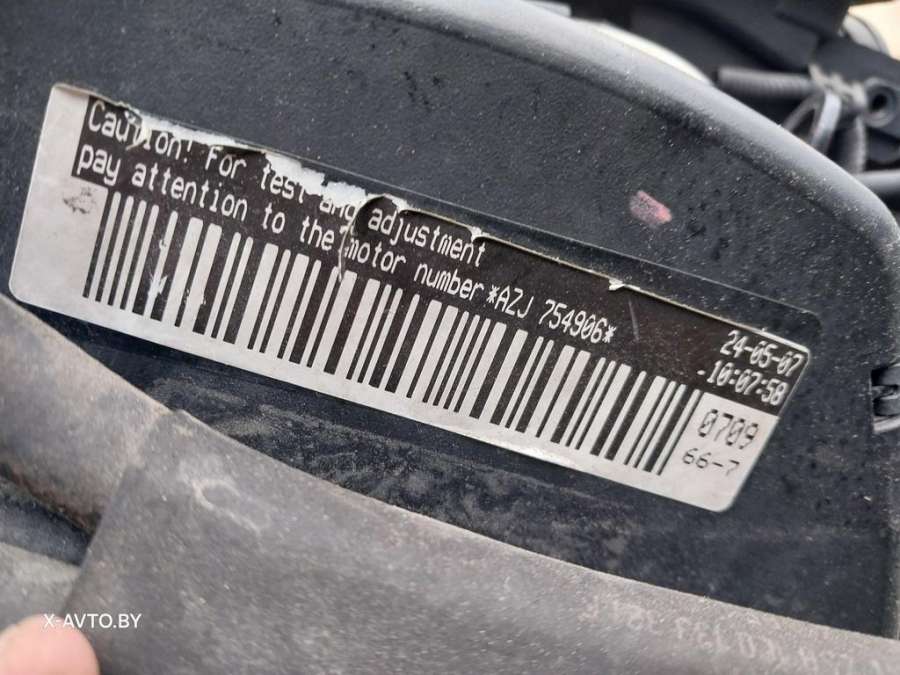 Caution! For test and adjustment
pay attention to the motor number *AZJ 754906*
24-05-07
10:07:58
0709
66-7
X-AVTO.BY